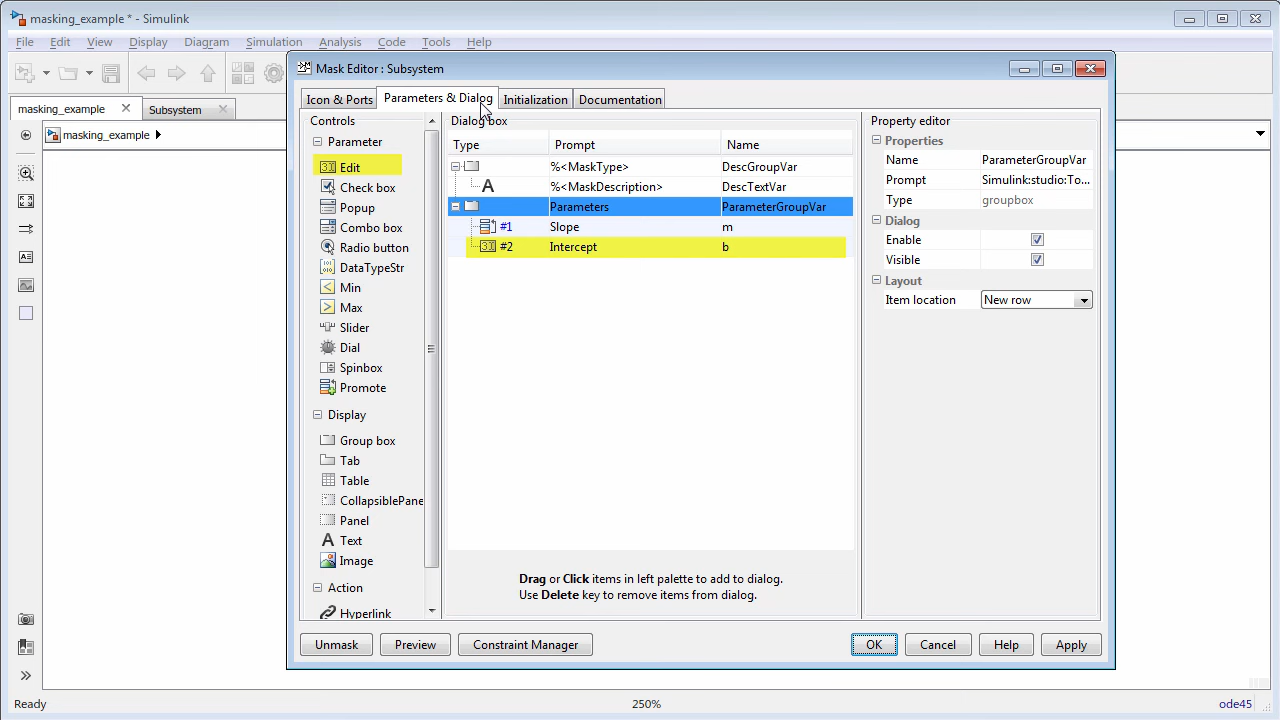 masking_example * - Simulink
File Edit View Display Diagram Simulation Analysis Code Tools Help
masking_example Subsystem
masking_example
Mask Editor : Subsystem
Icon & Ports Parameters & Dialog Initialization Documentation
Controls
Parameter
Edit
Check box
Popup
Combo box
Radio button
DataTypeStr
Min
Max
Slider
Dial
Spinbox
Promote
Display
Group box
Tab
Table
CollapsiblePane
Panel
A Text
Image
Action
Hyperlink
Dialog box
Type Prompt Name
%<MaskType> DescGroupVar
A %<MaskDescription> DescTextVar
Parameters ParameterGroupVar
#1 Slope m
#2 Intercept b
Drag or Click items in left palette to add to dialog.
Use Delete key to remove items from dialog.
Property editor
Properties
Name ParameterGroupVar
Prompt Simulink:studio:To...
Type groupbox
Dialog
Enable
Visible
Layout
Item location New row
Unmask Preview Constraint Manager OK Cancel Help Apply
Ready 250% ode45